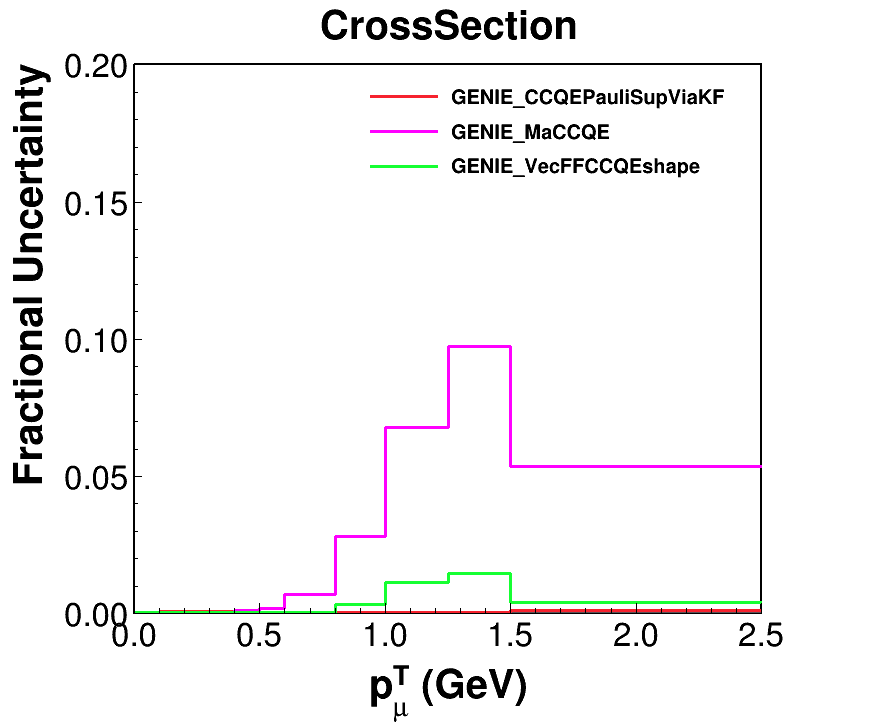 CrossSection
Fractional Uncertainty
0.20
0.15
0.10
0.05
0.00
GENIE_CCQEPauliSupViaKF
GENIE_MaCCQE
GENIE_VecFFCCQEshape
0.0 0.5 1.0 1.5 2.0 2.5
p^T_μ (GeV)